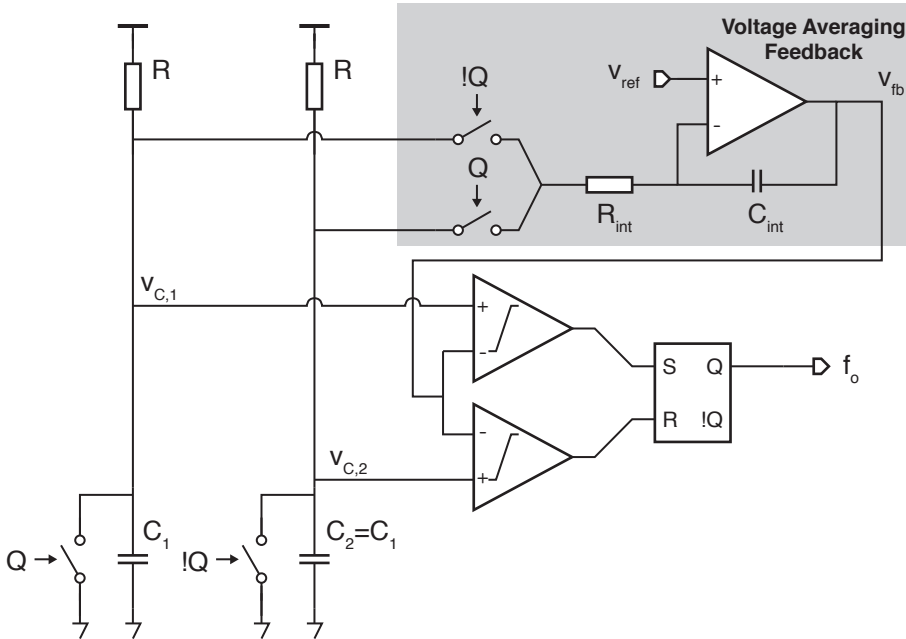 Voltage Averaging
Feedback
R
R
!Q
v_ref
+
-
v_fb
Q
R_int
C_int
v_C,1
+
-
S
Q
f_o
R
!Q
-
+
v_C,2
C_1
C_2=C_1
Q
!Q